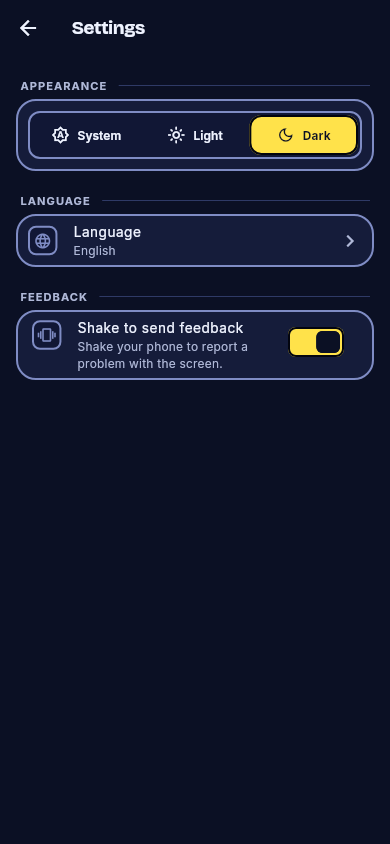 Settings
APPEARANCE
System
Light
Dark
LANGUAGE
Language
English
FEEDBACK
Shake to send feedback
Shake your phone to report a
problem with the screen.